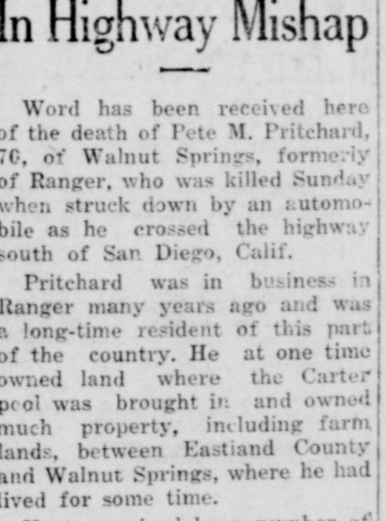 In Highway Mishap
Word has been received here
of the death of Pete M. Pritchard,
76, of Walnut Springs, formerly
of Ranger, who was killed Sunday
when struck down by an automo-
bile as he crossed the highway
south of San Diego, Calif.
Pritchard was in business in
Ranger many years ago and was
a long-time resident of this part
of the country. He at one time
owned land where the Carter
pool was brought in and owned
much property, including farm
lands, between Eastland County
and Walnut Springs, where he had
lived for some time.